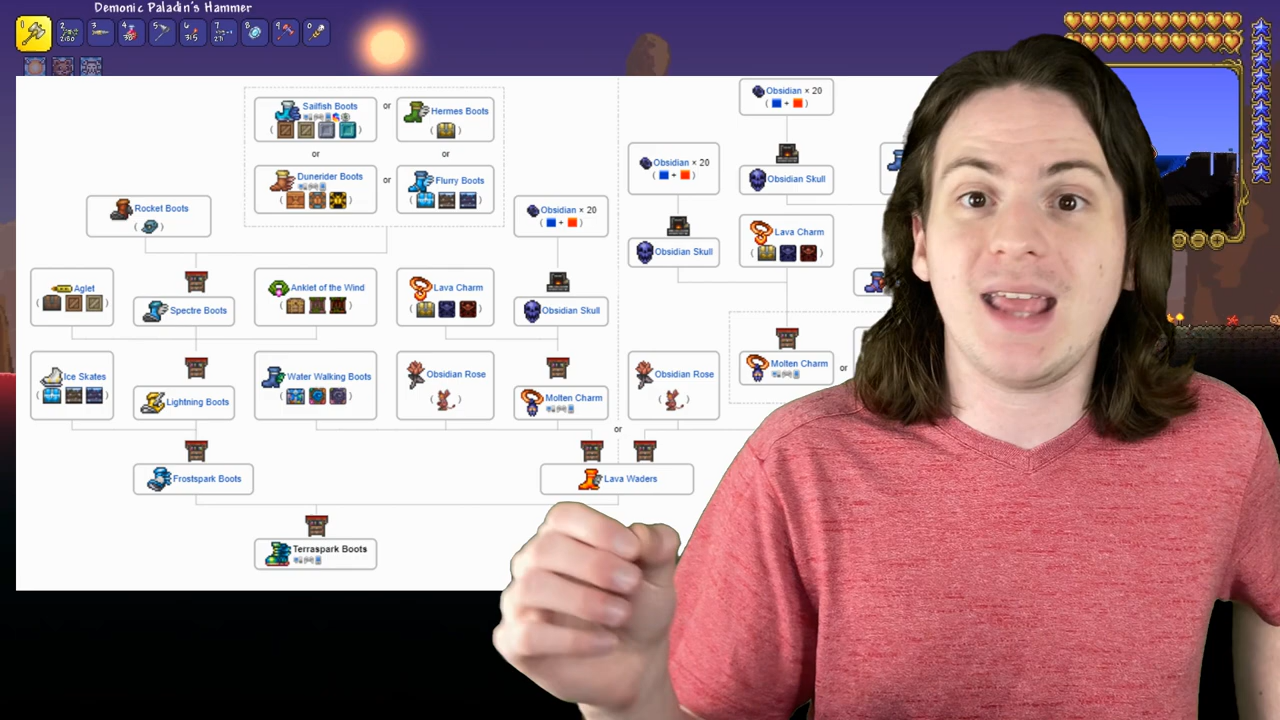 Demonic Paladin's Hammer
Sailfish Boots
or
Hermes Boots
or
or
Dunerider Boots
or
Flurry Boots
Rocket Boots
Obsidian × 20
Aglet
Spectre Boots
Anklet of the Wind
Lava Charm
Obsidian Skull
Ice Skates
Lightning Boots
Water Walking Boots
Obsidian Rose
Molten Charm
Frostspark Boots
Terraspark Boots
Obsidian × 20
Obsidian × 20
Obsidian Skull
Obsidian Skull
Lava Charm
Obsidian Rose
Molten Charm
or
or
Lava Waders